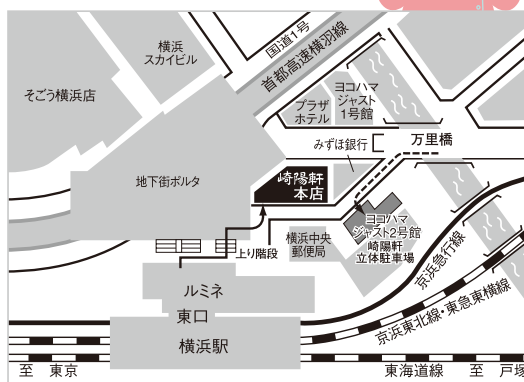 横浜
スカイビル
国道1号
首都高速横羽線
そごう横浜店
ヨコハマ
ジャスト
1号館
プラザ
ホテル
みずほ銀行
万里橋
地下街ポルタ
崎陽軒
本店
ヨコハマ
ジャスト2号館
崎陽軒
立体駐車場
上り階段
横浜中央
郵便局
京浜急行線
京浜東北線・東急東横線
ルミネ
東口
横浜駅
至 東京
東海道線
至 戸塚